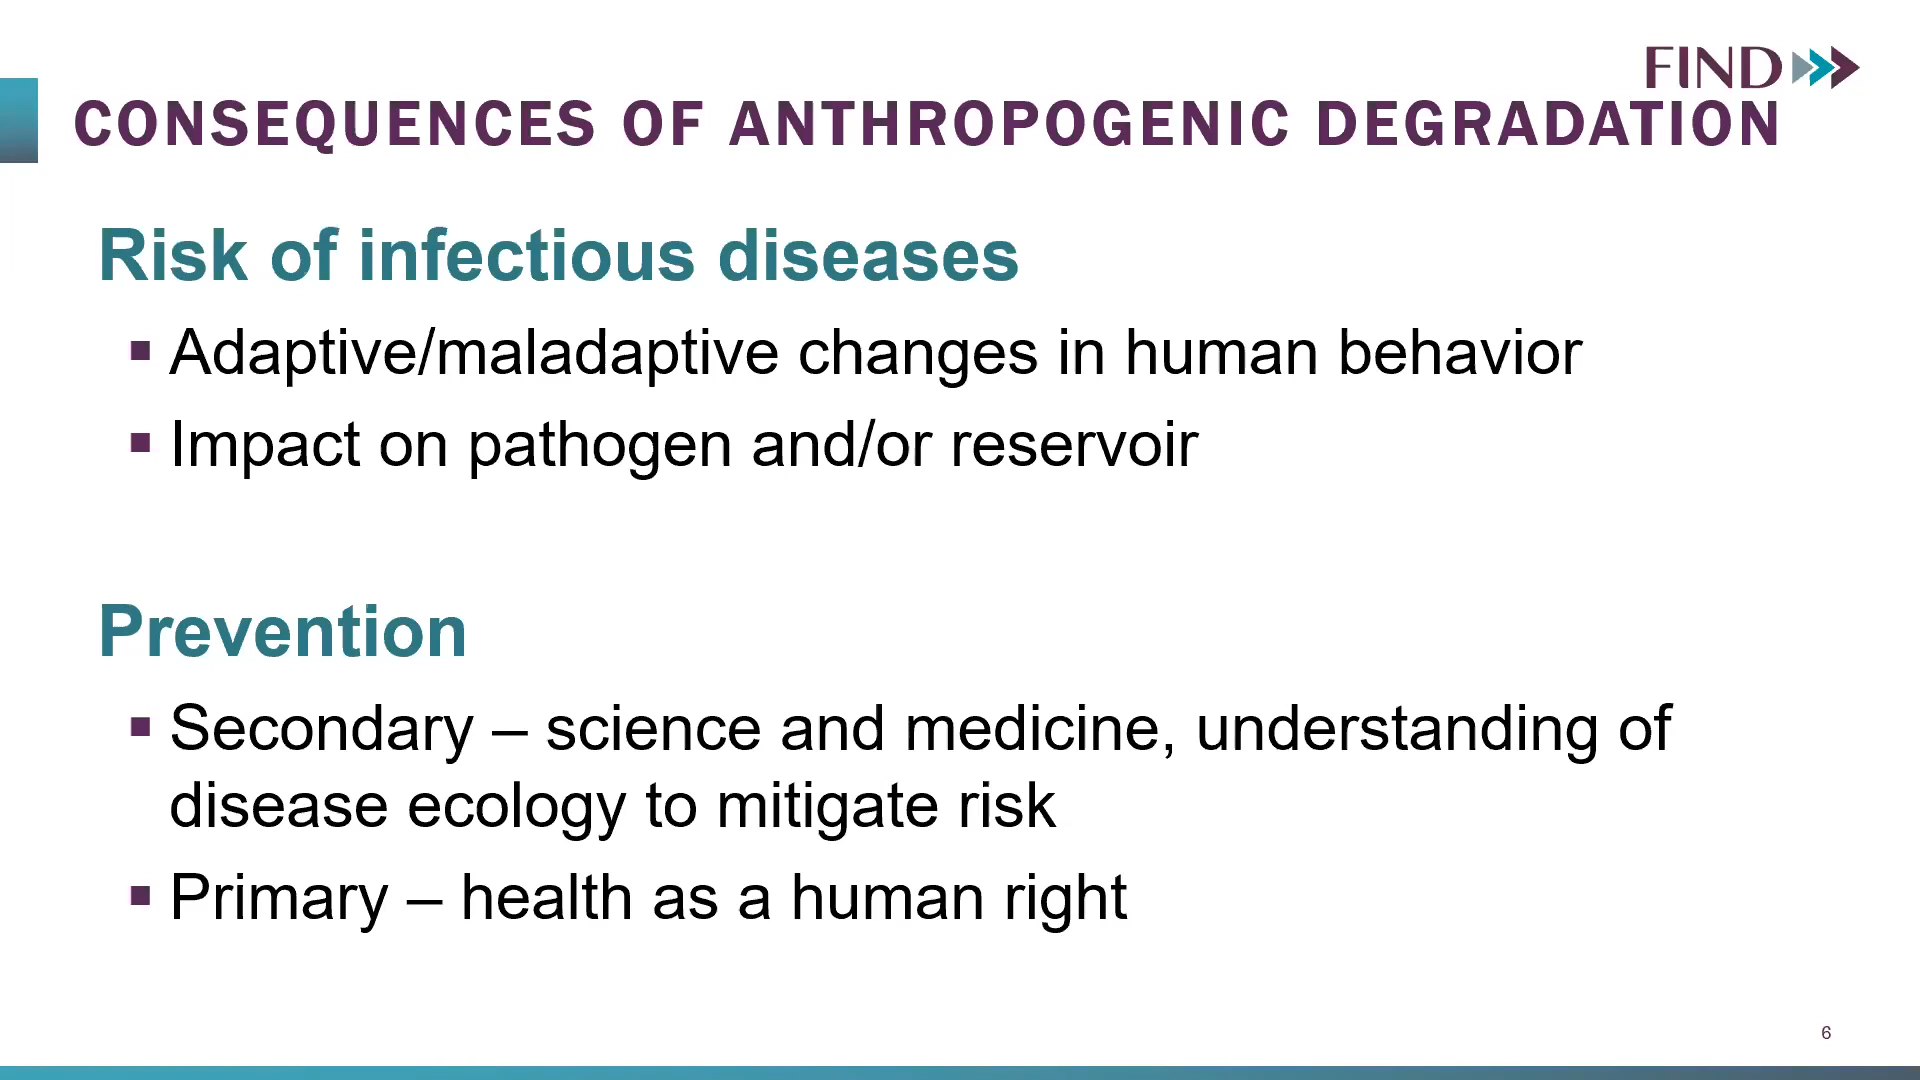 FIND
CONSEQUENCES OF ANTHROPOGENIC DEGRADATION
Risk of infectious diseases
▪ Adaptive/maladaptive changes in human behavior
▪ Impact on pathogen and/or reservoir
Prevention
▪ Secondary – science and medicine, understanding of
disease ecology to mitigate risk
▪ Primary – health as a human right
6